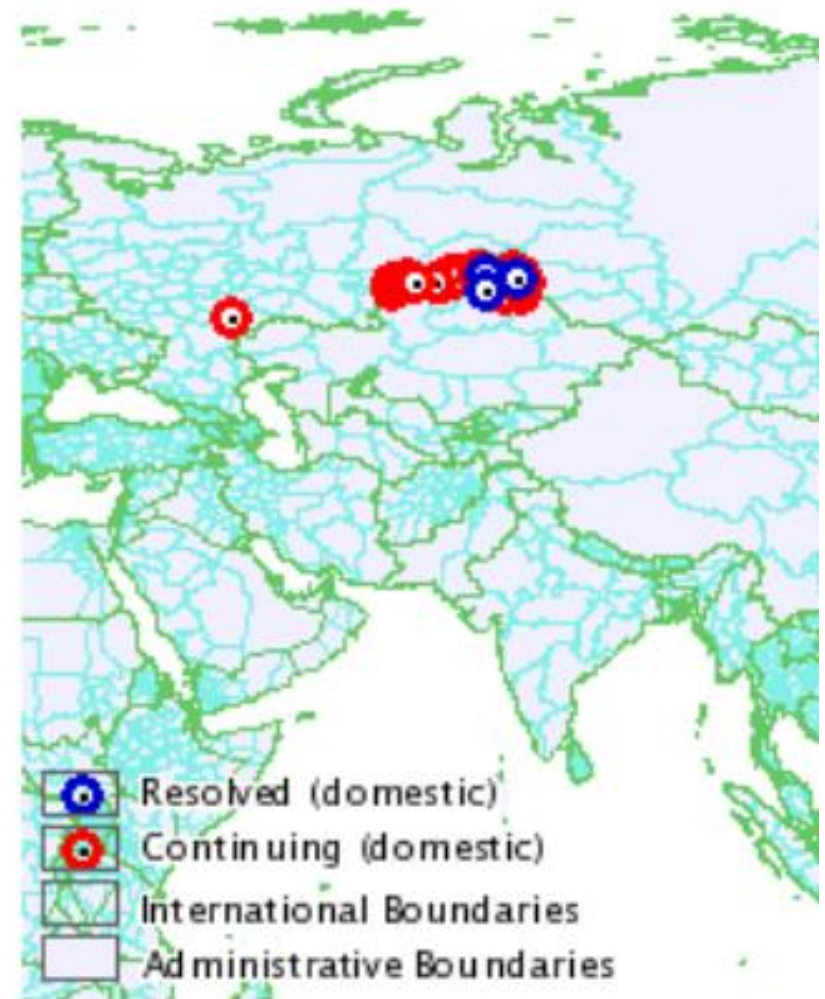 Resolved (domestic)
Continuing (domestic)
International Boundaries
Administrative Boundaries